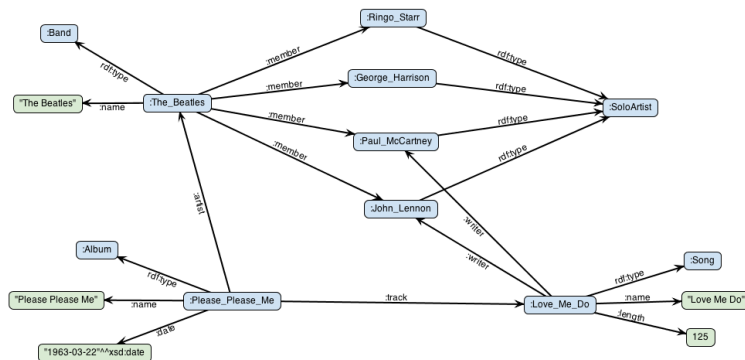 :Ringo_Starr
:Band
rdf:type
:member
rdf:type
:George_Harrison
:member
rdf:type
"The Beatles"
:name
:The_Beatles
:SoloArtist
:member
rdf:type
:Paul_McCartney
:member
rdf:type
:artist
:John_Lennon
:writer
:writer
:Album
:Song
rdf:type
rdf:type
"Please Please Me"
:name
:Please_Please_Me
:track
:Love_Me_Do
:name
"Love Me Do"
:date
:length
125
"1963-03-22"^^xsd:date